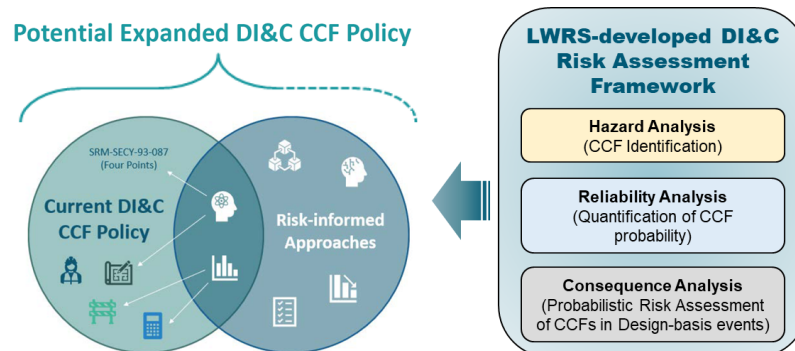 Potential Expanded DI&C CCF Policy
SRM-SECY-93-087
(Four Points)
Current DI&C
CCF Policy
Risk-informed
Approaches
LWRS-developed DI&C
Risk Assessment
Framework
Hazard Analysis
(CCF Identification)
Reliability Analysis
(Quantification of CCF
probability)
Consequence Analysis
(Probabilistic Risk Assessment
of CCFs in Design-basis events)